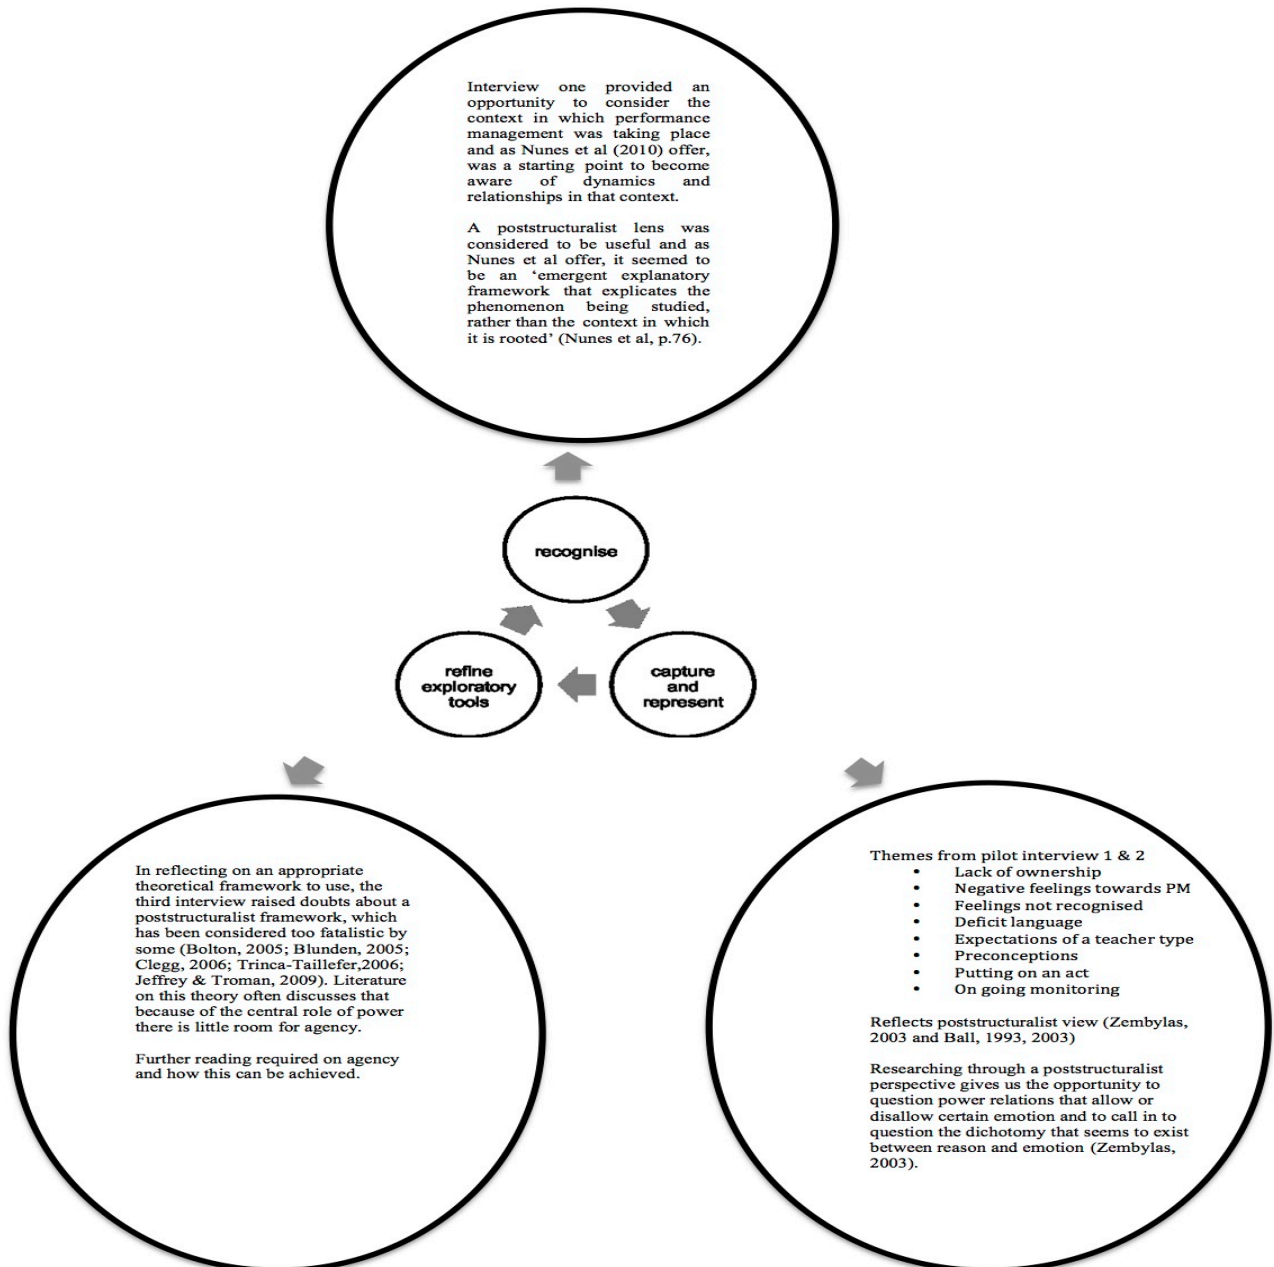 Interview one provided an
opportunity to consider the
context in which performance
management was taking place
and as Nunes et al (2010) offer,
was a starting point to become
aware of dynamics and
relationships in that context.
A poststructuralist lens was
considered to be useful and as
Nunes et al offer, it seemed to
be an ‘emergent explanatory
framework that explicates the
phenomenon being studied,
rather than the context in which
it is rooted’ (Nunes et al, p.76).
recognise
refine
exploratory
tools
capture
and
represent
In reflecting on an appropriate
theoretical framework to use, the
third interview raised doubts about a
poststructuralist framework, which
has been considered too fatalistic by
some (Bolton, 2005; Blunden, 2005;
Clegg, 2006; Trinca-Taillefer,2006;
Jeffrey & Troman, 2009). Literature
on this theory often discusses that
because of the central role of power
there is little room for agency.
Further reading required on agency
and how this can be achieved.
Themes from pilot interview 1 & 2
• Lack of ownership
• Negative feelings towards PM
• Feelings not recognised
• Deficit language
• Expectations of a teacher type
• Preconceptions
• Putting on an act
• On going monitoring
Reflects poststructuralist view (Zembylas,
2003 and Ball, 1993, 2003)
Researching through a poststructuralist
perspective gives us the opportunity to
question power relations that allow or
disallow certain emotion and to call in to
question the dichotomy that seems to exist
between reason and emotion (Zembylas,
2003).